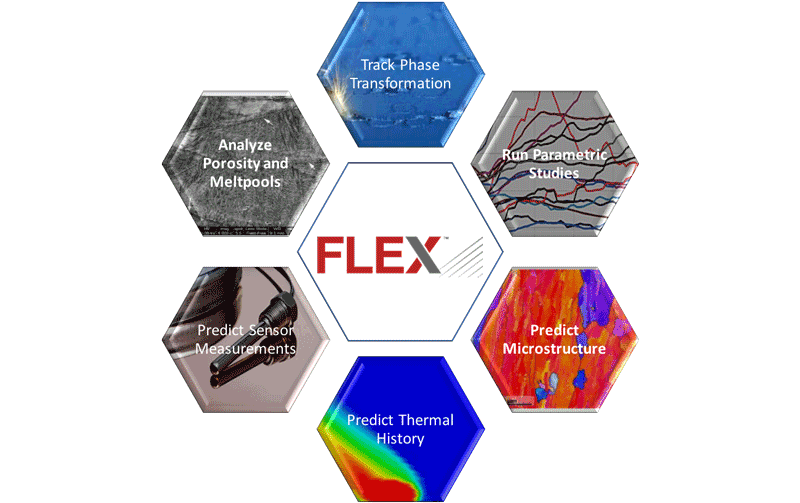 Track Phase
Transformation
Analyze
Porosity and
Meltpools
Run Parametric
Studies
FLEX™
Predict Sensor
Measurements
Predict
Microstructure
Predict Thermal
History